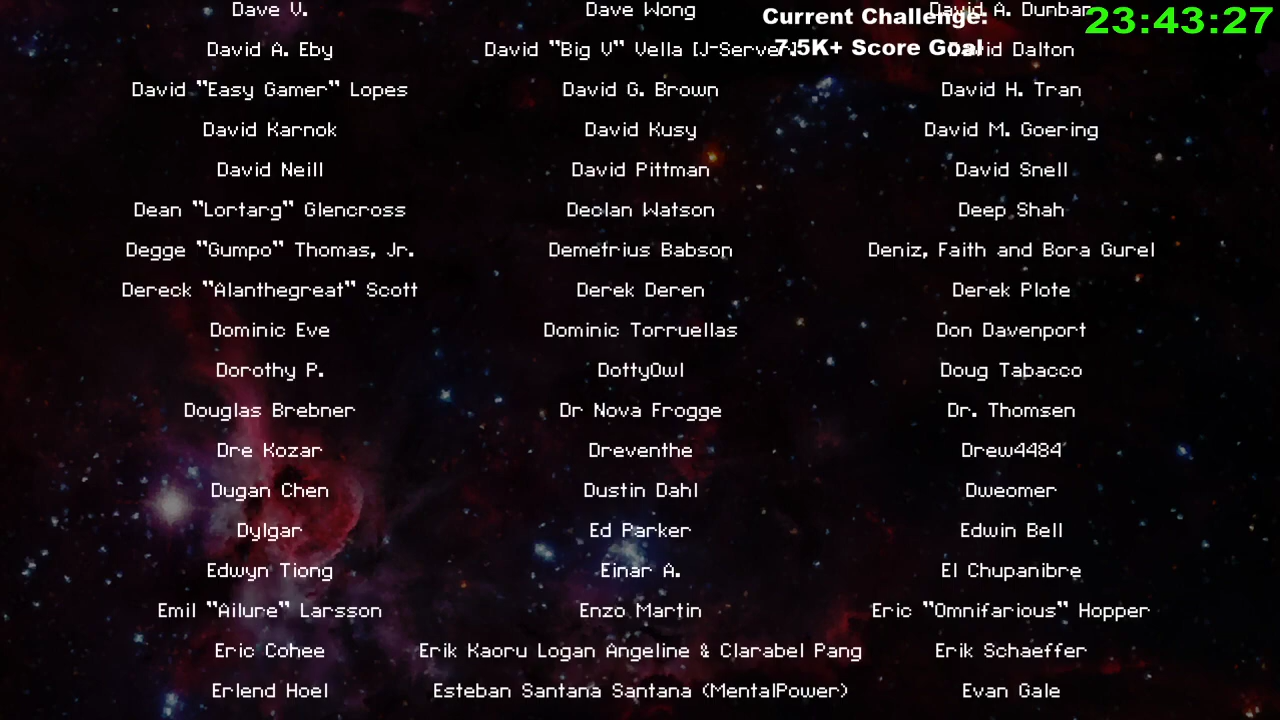 Dave V. Dave Wong David A. Dunbar
Current Challenge:
23:43:27
David A. Eby David "Big V" Vella [J-Server] David Dalton
7.5K+ Score Goal
David "Easy Gamer" Lopes David G. Brown David H. Tran
David Karnok David Kusy David M. Goering
David Neill David Pittman David Snell
Dean "Lortarg" Glencross Declan Watson Deep Shah
Degge "Gumpo" Thomas, Jr. Demetrius Babson Deniz, Faith and Bora Gurel
Dereck "Alanthegreat" Scott Derek Deren Derek Plote
Dominic Eve Dominic Torruellas Don Davenport
Dorothy P. DottyOwl Doug Tabacco
Douglas Brebner Dr Nova Frogge Dr. Thomsen
Dre Kozar Dreventhe Drew4484
Dugan Chen Dustin Dahl Dweomer
Dylgar Ed Parker Edwin Bell
Edwyn Tiong Einar A. El Chupanibre
Emil "Ailure" Larsson Enzo Martin Eric "Omnifarious" Hopper
Eric Cohee Erik Kaoru Logan Angeline & Clarabel Pang Erik Schaeffer
Erlend Hoel Esteban Santana Santana (MentalPower) Evan Gale